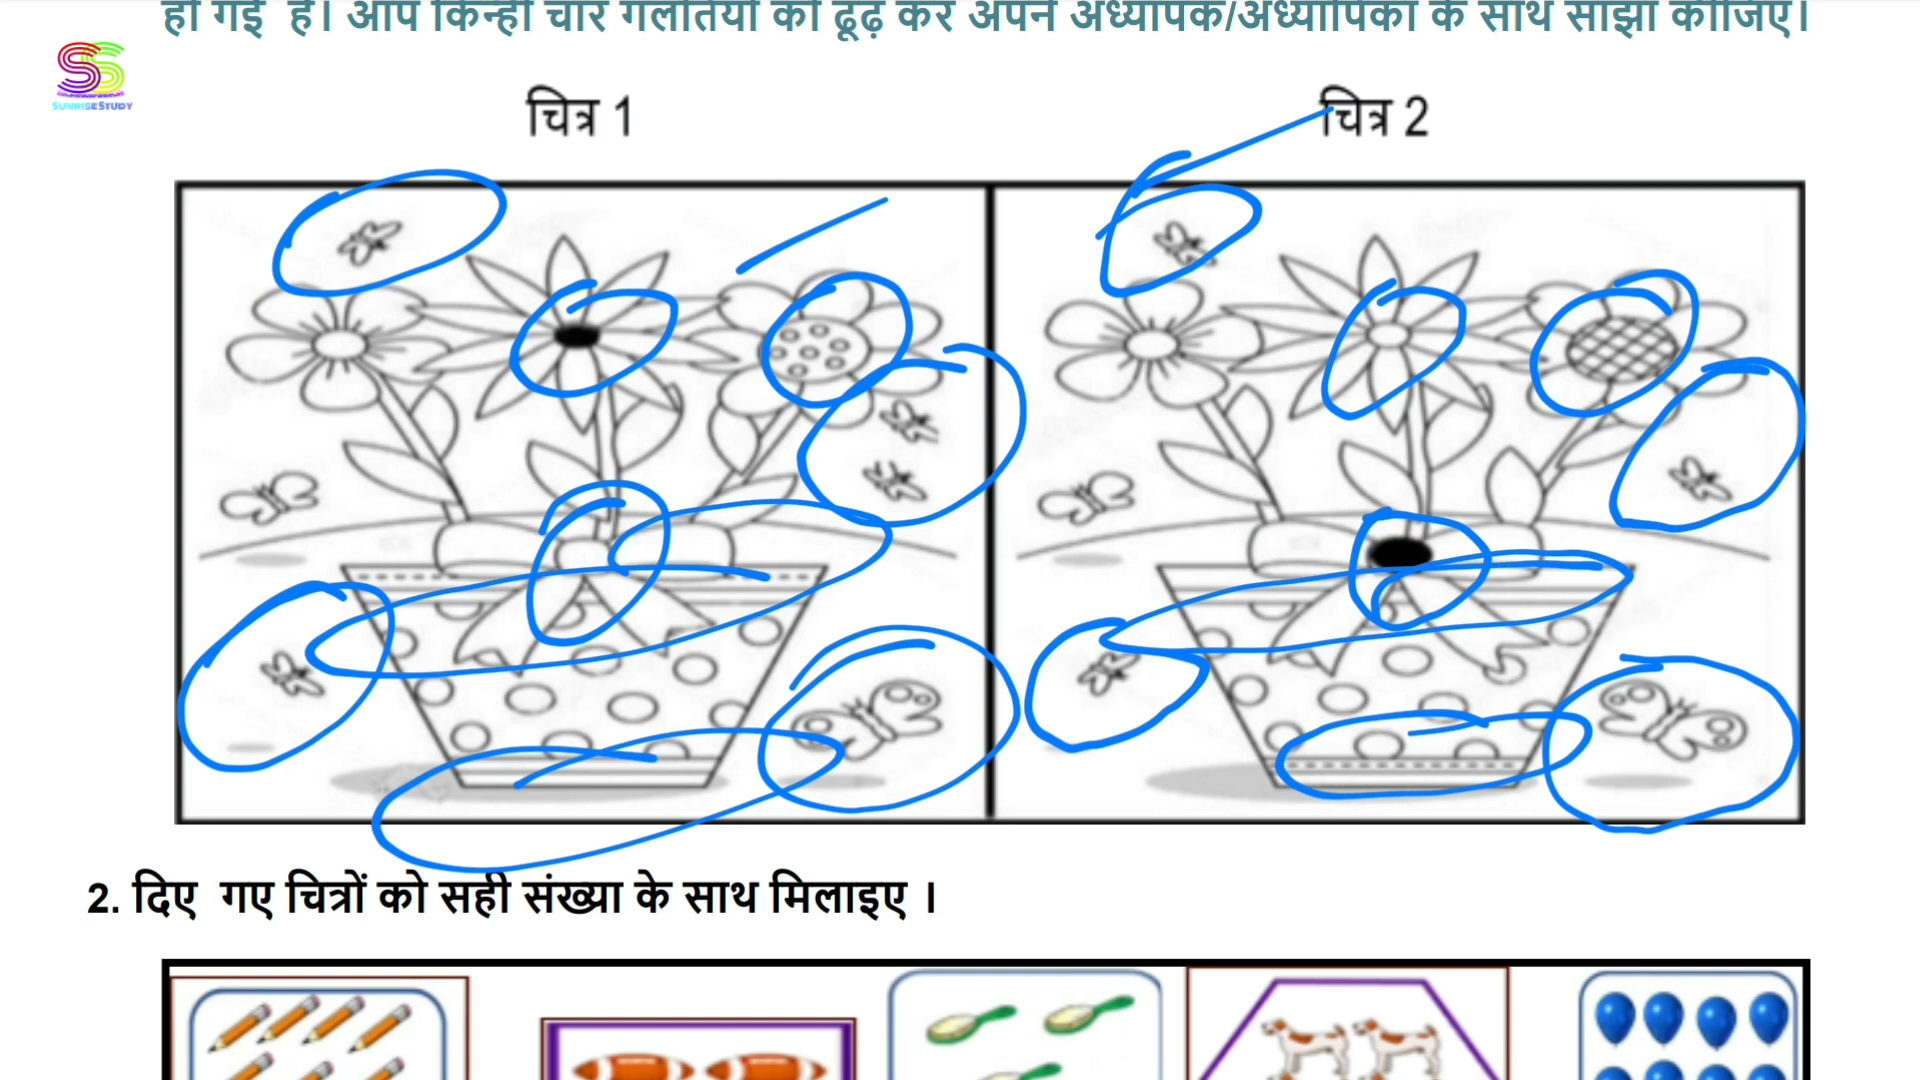 हो गई है। आप किन्हीं चार गलतियों को ढूढ़ कर अपने अध्यापक/अध्यापिका के साथ साझा कीजिए।
SUNRISE STUDY
चित्र 1
चित्र 2
2. दिए गए चित्रों को सही संख्या के साथ मिलाइए ।